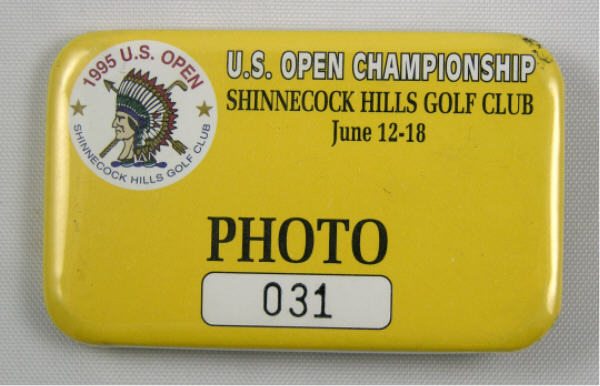 1995 U.S. OPEN
SHINNECOCK HILLS GOLF CLUB
U.S. OPEN CHAMPIONSHIP
SHINNECOCK HILLS GOLF CLUB
June 12-18
PHOTO
031